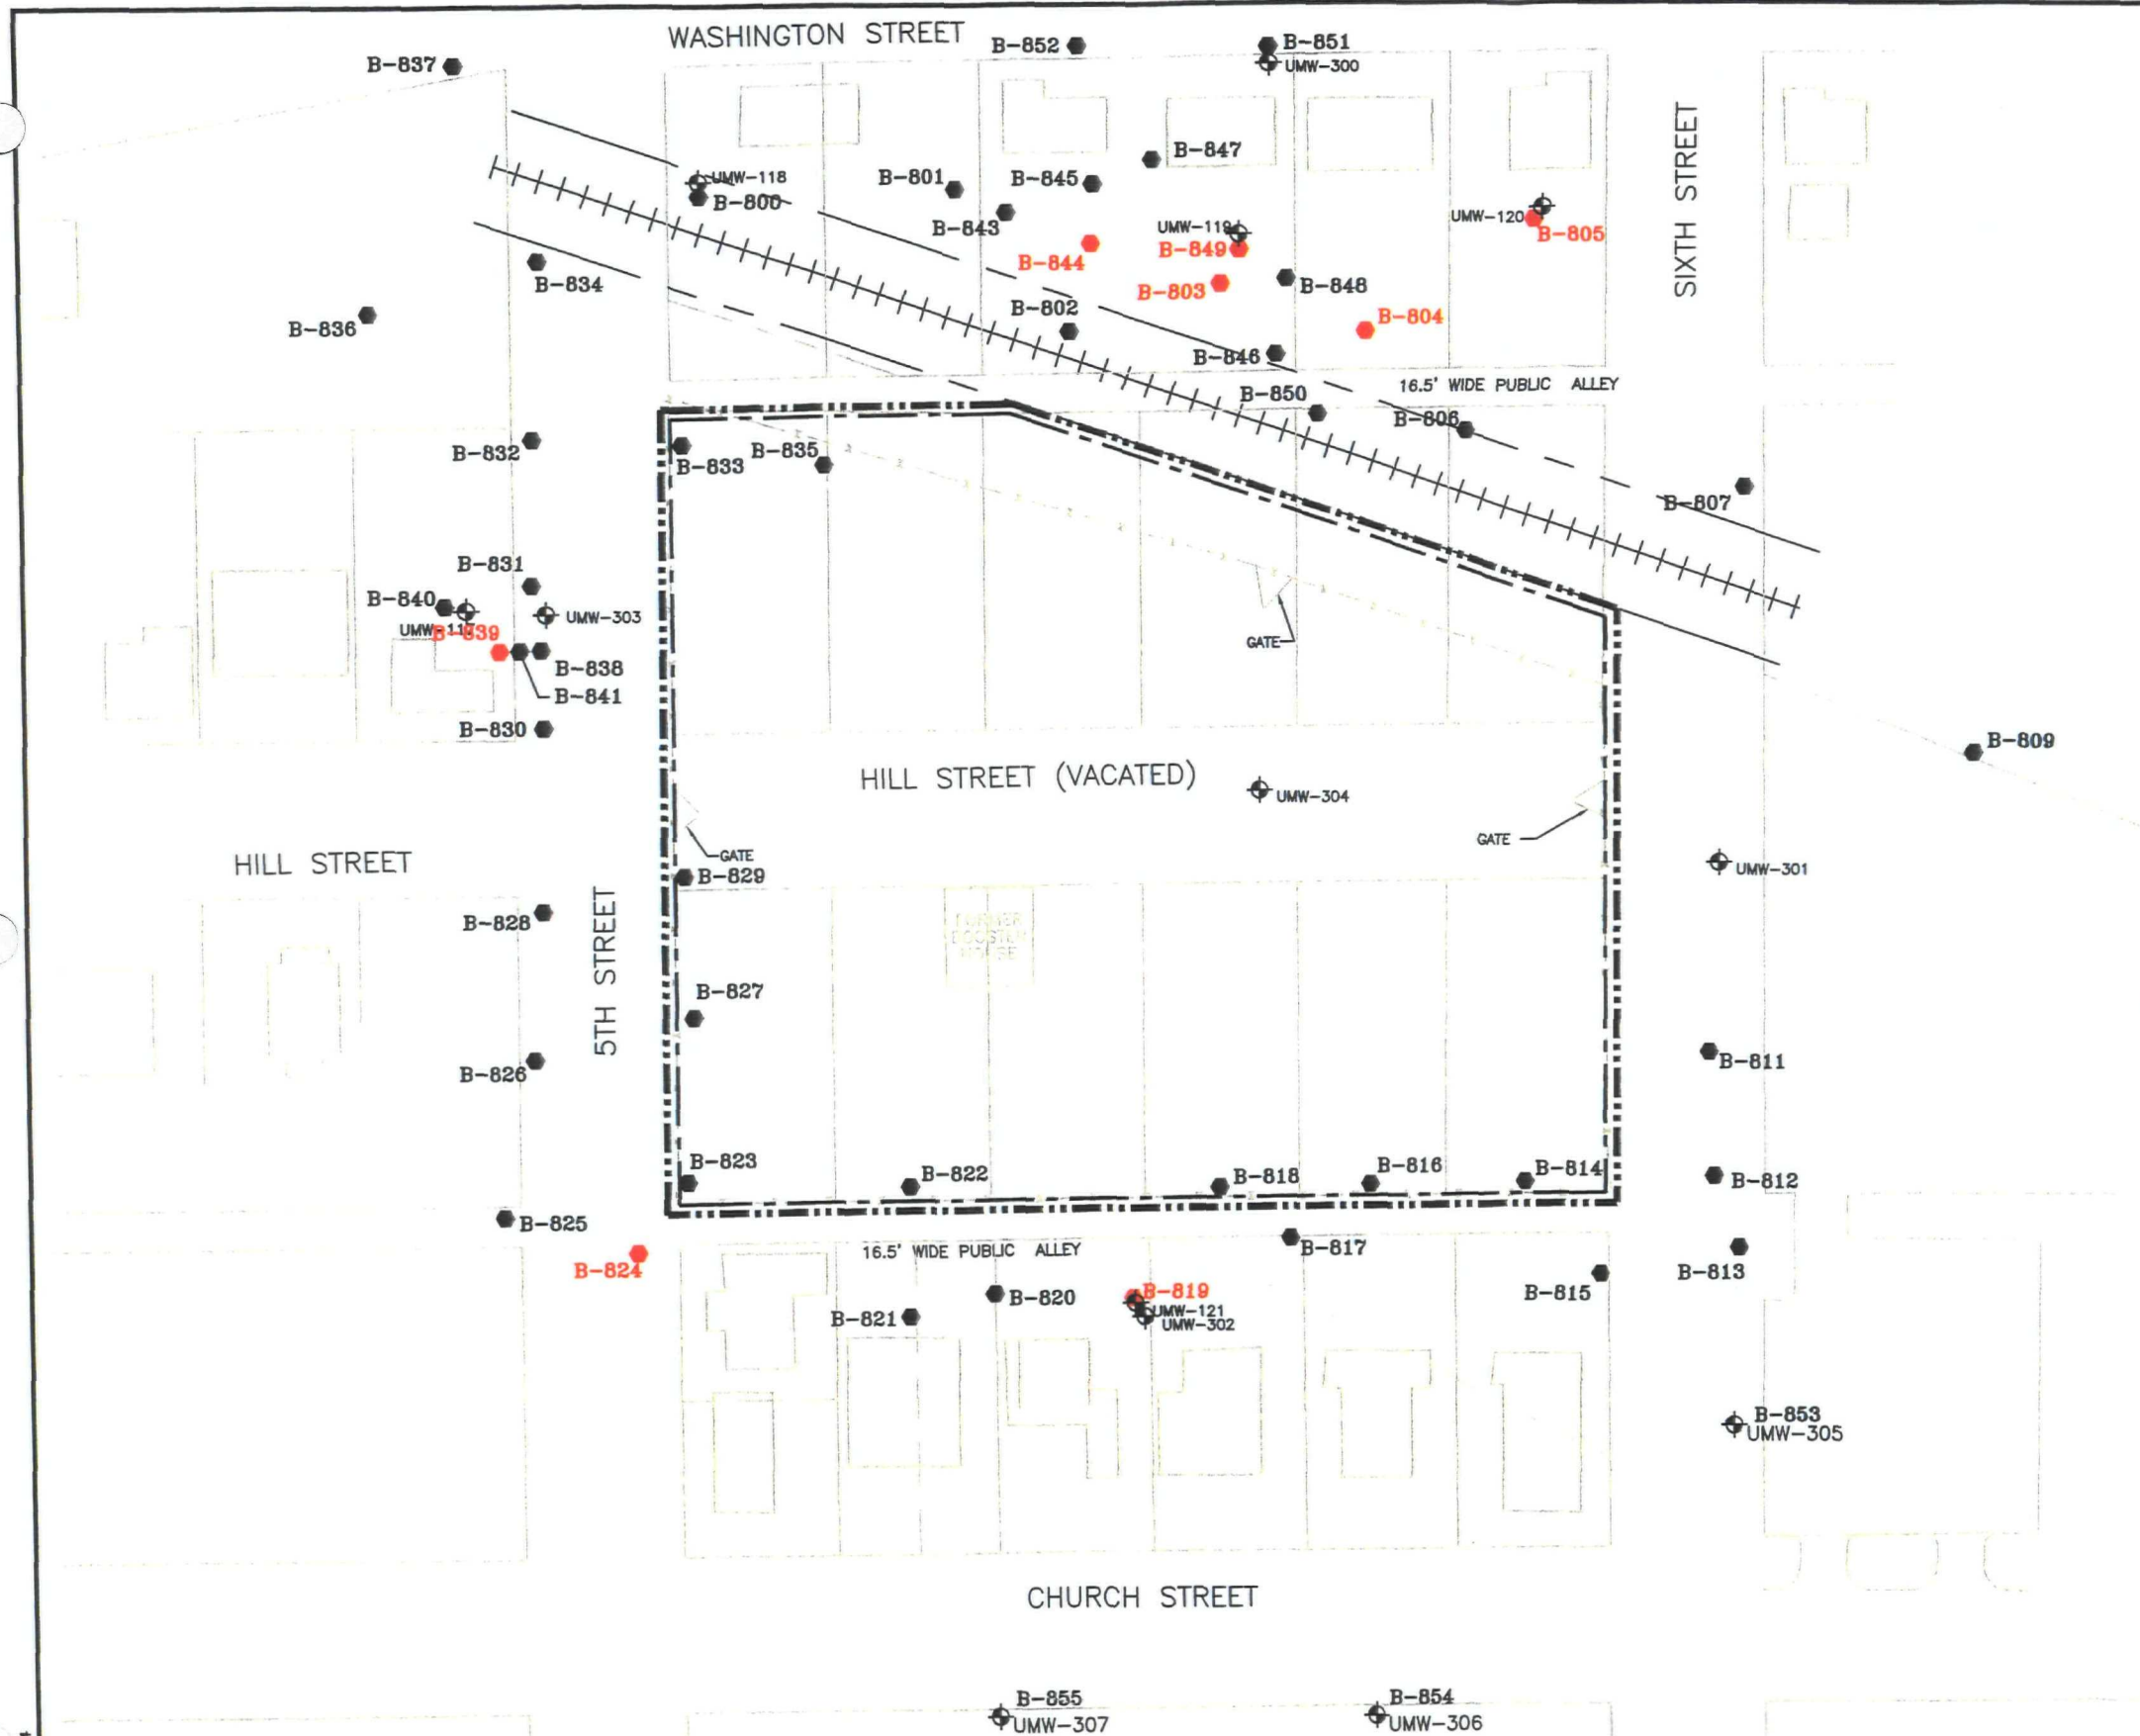 WASHINGTON STREET
B-852
B-851
UMW-300
B-837
SIXTH STREET
B-847
UMW-118
B-800
B-801
B-845
B-843
UMW-119
B-849
UMW-120
B-805
B-844
B-834
B-803
B-848
B-836
B-802
B-804
B-846
16.5' WIDE PUBLIC ALLEY
B-850
B-806
B-832
B-833
B-835
B-807
B-831
B-840
UMW-117
B-839
UMW-303
GATE
B-838
B-841
B-830
B-809
HILL STREET (VACATED)
UMW-304
GATE
GATE
HILL STREET
UMW-301
B-829
5TH STREET
B-828
FORMER
BOOSTER
HOUSE
B-827
B-826
B-811
B-823
B-822
B-818
B-816
B-814
B-812
B-825
16.5' WIDE PUBLIC ALLEY
B-817
B-824
B-813
B-820
B-819
B-815
B-821
UMW-121
UMW-302
B-853
UMW-305
CHURCH STREET
B-855
UMW-307
B-854
UMW-306